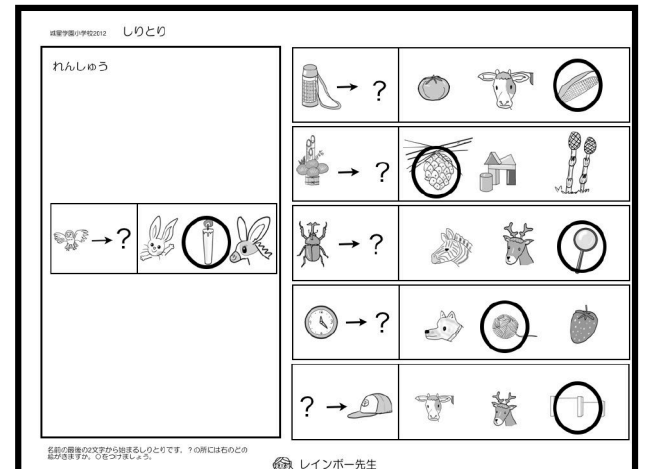 城星学園小学校2012 しりとり
れんしゅう
→ ?
→ ?
→ ?
→ ?
→ ?
? →
名前の最後の2文字から始まるしりとりです。?の所には右のどの
絵がきますか。○をつけましょう。
レインボー先生